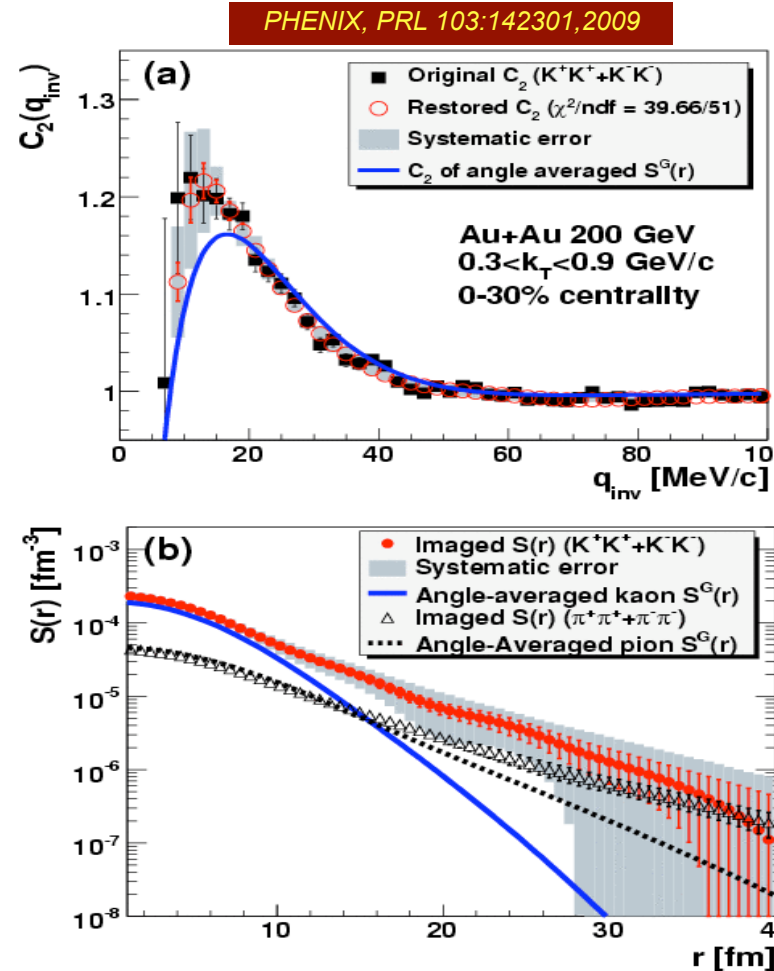 PHENIX, PRL 103:142301,2009
(a)
C₂(q_inv)
Original C₂ (K⁺K⁺+K⁻K⁻)
Restored C₂ (χ²/ndf = 39.66/51)
Systematic error
C₂ of angle averaged Sᴳ(r)
Au+Au 200 GeV
0.3<k_T<0.9 GeV/c
0-30% centrality
1.3
1.2
1.1
1
0 20 40 60 80 100
q_inv [MeV/c]
(b)
S(r) [fm⁻³]
Imaged S(r) (K⁺K⁺+K⁻K⁻)
Systematic error
Angle-averaged kaon Sᴳ(r)
Imaged S(r) (π⁺π⁺+π⁻π⁻)
Angle-Averaged pion Sᴳ(r)
10⁻³
10⁻⁴
10⁻⁵
10⁻⁶
10⁻⁷
10⁻⁸
10 20 30 4
r [fm]